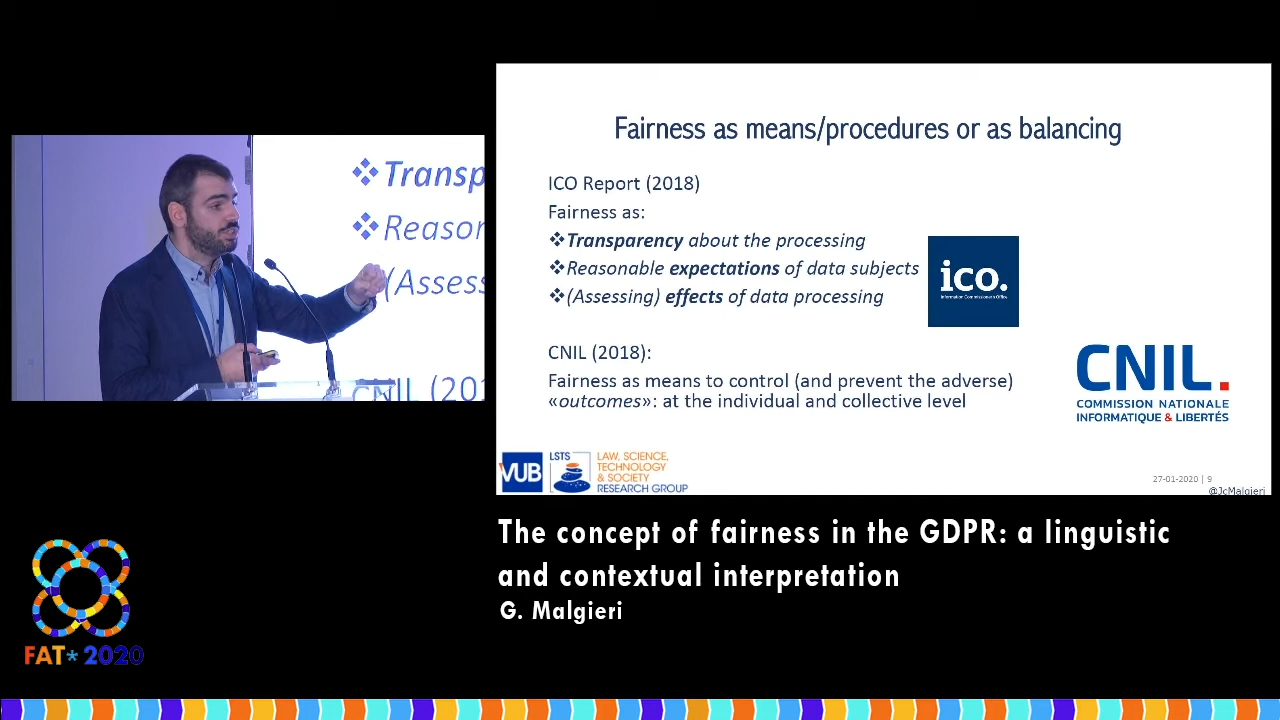 Transp
Reason
(Assess
CNIL (201
Fairness as means/procedures or as balancing
ICO Report (2018)
Fairness as:
❖Transparency about the processing
❖Reasonable expectations of data subjects
❖(Assessing) effects of data processing
ico.
Information Commissioner's Office
CNIL (2018):
Fairness as means to control (and prevent the adverse)
«outcomes»: at the individual and collective level
CNIL.
COMMISSION NATIONALE
INFORMATIQUE & LIBERTÉS
VUB
LSTS
LAW, SCIENCE,
TECHNOLOGY
& SOCIETY
RESEARCH GROUP
27-01-2020 | 9
@JcMalgieri
The concept of fairness in the GDPR: a linguistic
and contextual interpretation
G. Malgieri
FAT* 2020